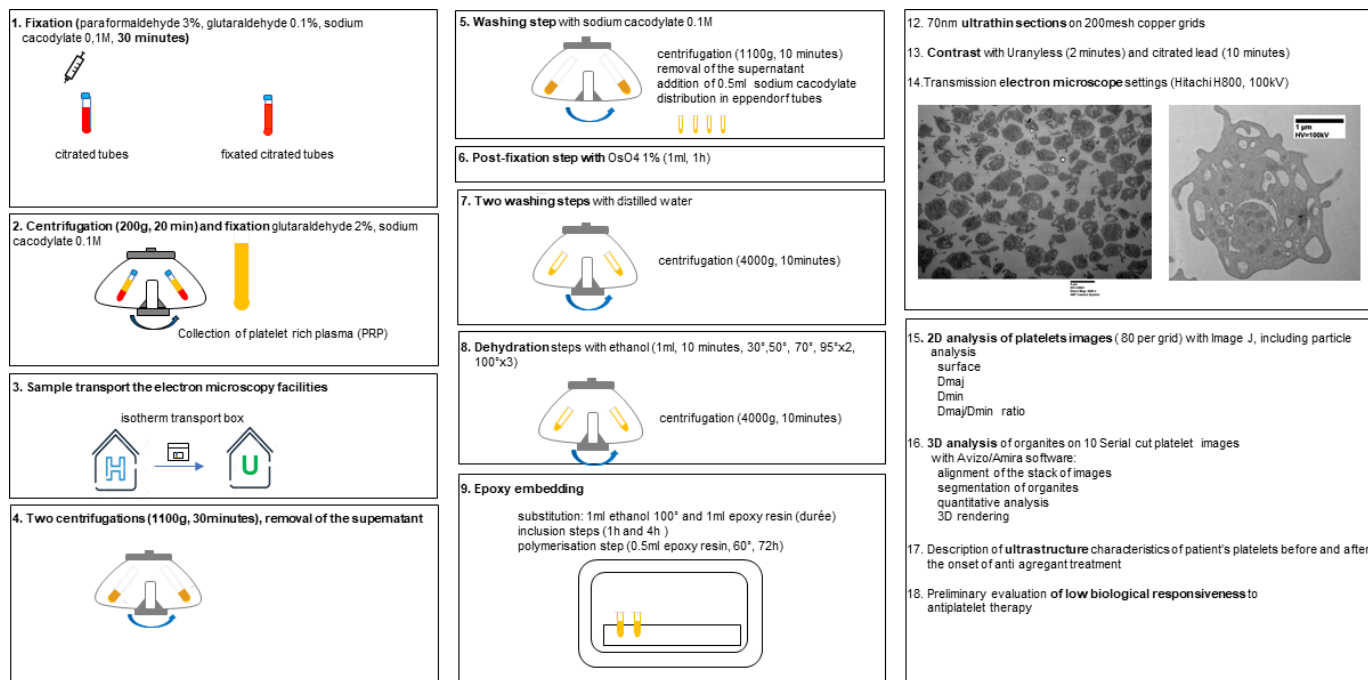 1. Fixation (paraformaldehyde 3%, glutaraldehyde 0.1%, sodium
cacodylate 0,1M, 30 minutes)
citrated tubes
fixated citrated tubes
2. Centrifugation (200g, 20 min) and fixation glutaraldehyde 2%, sodium
cacodylate 0.1M
Collection of platelet rich plasma (PRP)
3. Sample transport the electron microscopy facilities
isotherm transport box
H
U
4. Two centrifugations (1100g, 30minutes), removal of the supernatant
5. Washing step with sodium cacodylate 0.1M
centrifugation (1100g, 10 minutes)
removal of the supernatant
addition of 0.5ml sodium cacodylate
distribution in eppendorf tubes
6. Post-fixation step with OsO4 1% (1ml, 1h)
7. Two washing steps with distilled water
centrifugation (4000g, 10minutes)
8. Dehydration steps with ethanol (1ml, 10 minutes, 30°,50°, 70°, 95°x2,
100°x3)
centrifugation (4000g, 10minutes)
9. Epoxy embedding
substitution: 1ml ethanol 100° and 1ml epoxy resin (durée)
inclusion steps (1h and 4h )
polymerisation step (0.5ml epoxy resin, 60°, 72h)
12. 70nm ultrathin sections on 200mesh copper grids
13. Contrast with Uranyless (2 minutes) and citrated lead (10 minutes)
14.Transmission electron microscope settings (Hitachi H800, 100kV)
1 µm
HV=100kV
15. 2D analysis of platelets images ( 80 per grid) with Image J, including particle
analysis
surface
Dmaj
Dmin
Dmaj/Dmin ratio
16. 3D analysis of organites on 10 Serial cut platelet images
with Avizo/Amira software:
alignment of the stack of images
segmentation of organites
quantitative analysis
3D rendering
17. Description of ultrastructure characteristics of patient's platelets before and after
the onset of anti agregant treatment
18. Preliminary evaluation of low biological responsiveness to
antiplatelet therapy